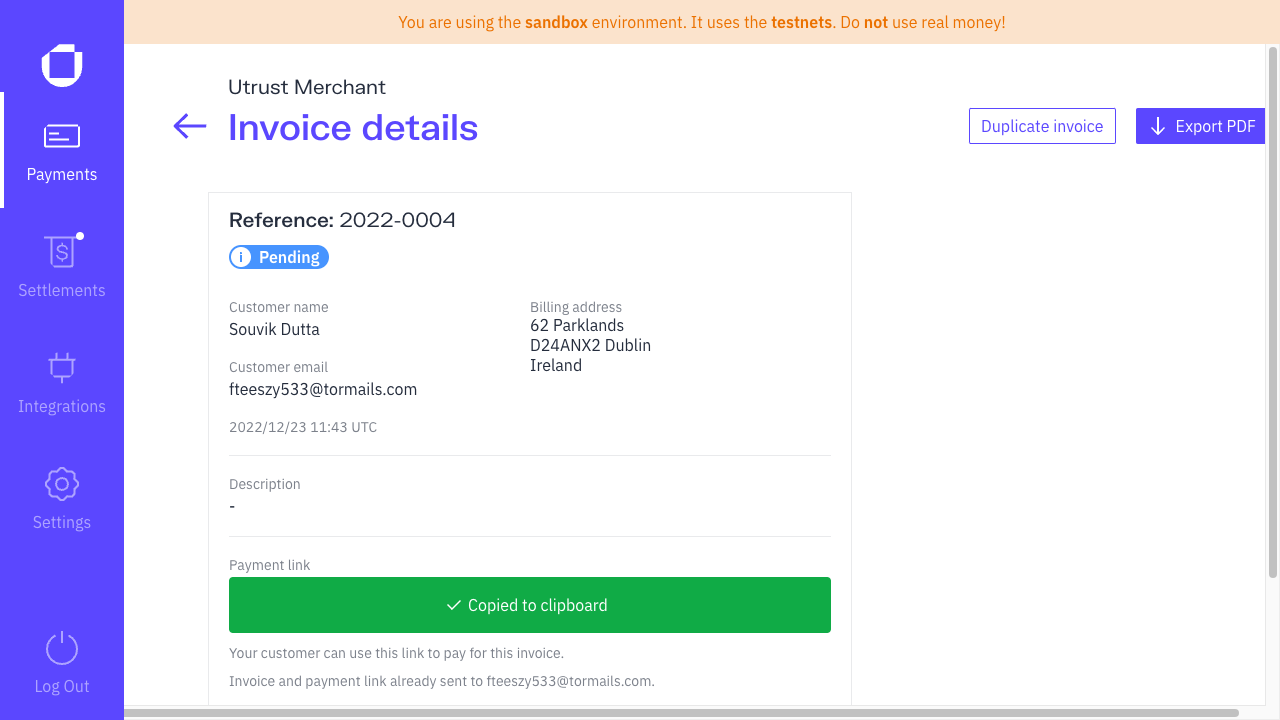 You are using the sandbox environment. It uses the testnets. Do not use real money!
Payments
Settlements
Integrations
Settings
Log Out
Utrust Merchant
Invoice details
Duplicate invoice
Export PDF
Reference: 2022-0004
Pending
Customer name
Souvik Dutta
Customer email
fteeszy533@tormails.com
2022/12/23 11:43 UTC
Billing address
62 Parklands
D24ANX2 Dublin
Ireland
Description
-
Payment link
Copied to clipboard
Your customer can use this link to pay for this invoice.
Invoice and payment link already sent to fteeszy533@tormails.com.